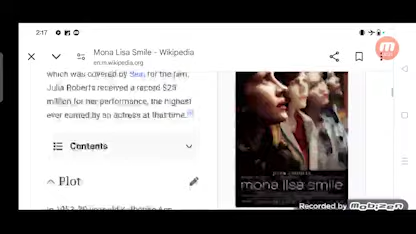 2:17
Mona Lisa Smile - Wikipedia
en.m.wikipedia.org
which was covered by Seal for the film.
Julia Roberts received a record $25
million for her performance, the highest
ever earned by an actress at that time.
Contents
Plot
mona lisa smile
Recorded by mobizen